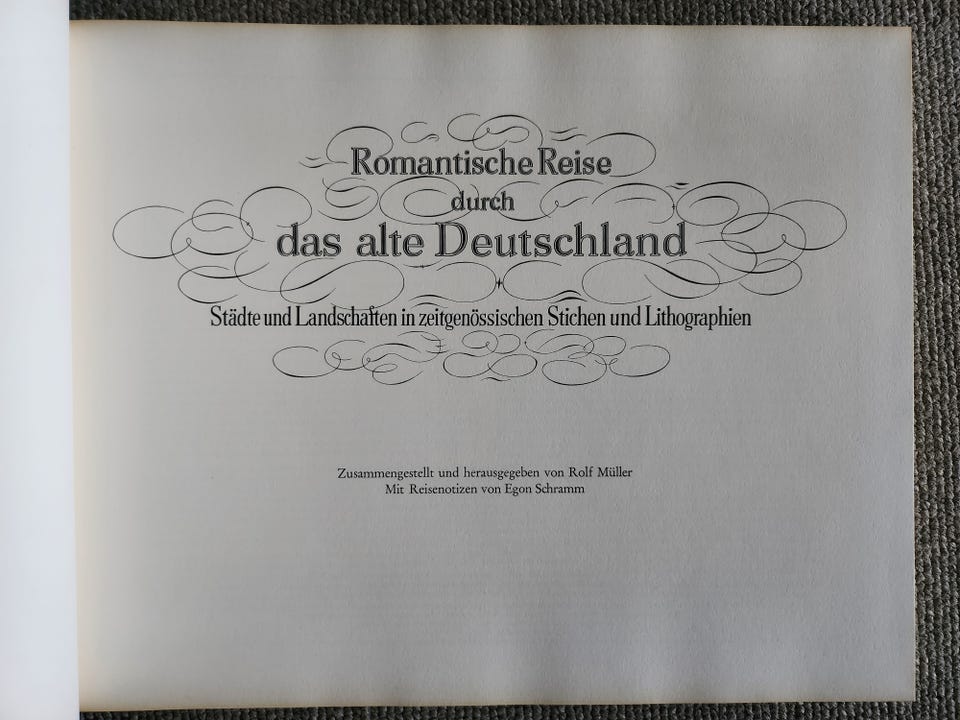 Romantische Reise
durch
das alte Deutschland
Städte und Landschaften in zeitgenössischen Stichen und Lithographien
Zusammengestellt und herausgegeben von Rolf Müller
Mit Reisenotizen von Egon Schramm